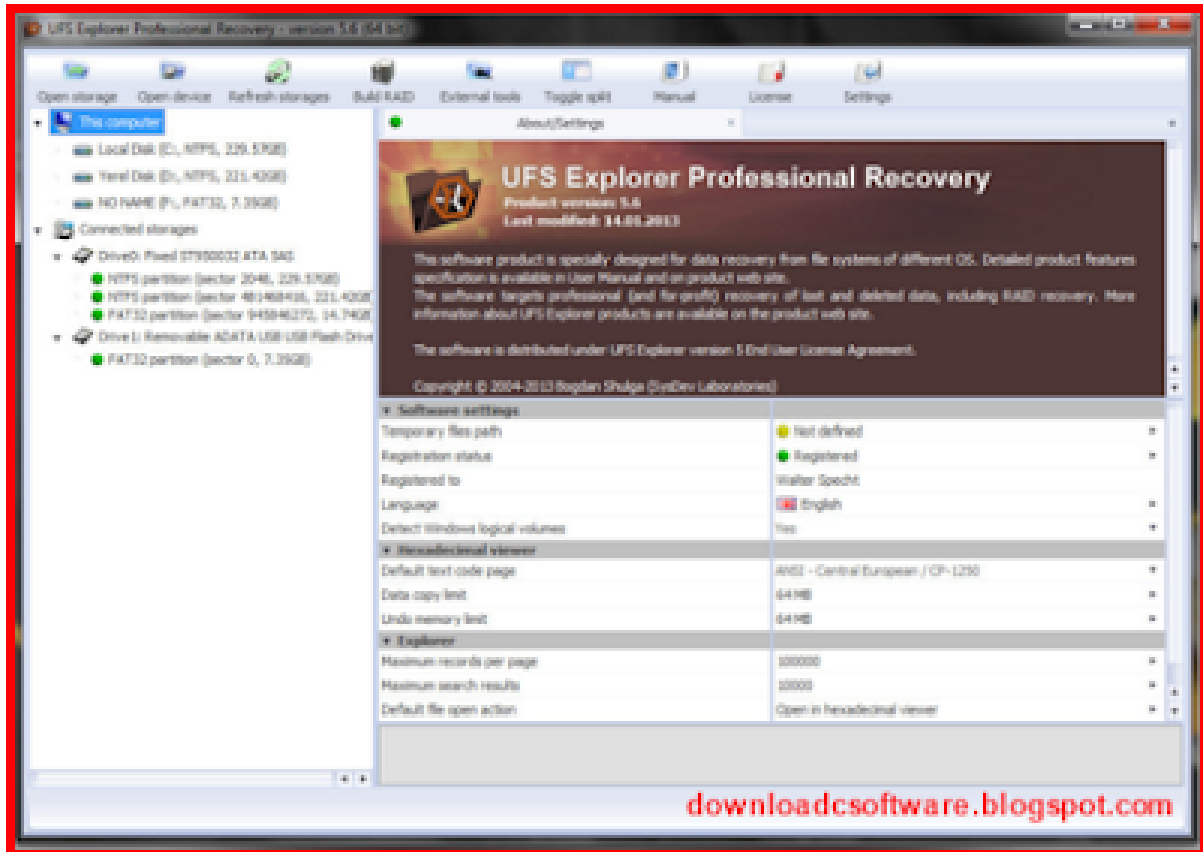 UFS Explorer Professional Recovery - version 5.6 (64 bit)
Open storage Open device Refresh storages Build RAID External tools Toggle split Manual License Settings
This computer
Local Disk (C:, NTFS, 229.57GB)
Yerel Disk (D:, NTFS, 221.42GB)
NO NAME (F:, FAT32, 7.35GB)
Connected storages
Drive0: Fixed ATA SAS
NTFS partition (sector 2048, 229.57GB)
NTFS partition (sector 481468416, 221.42GB)
FAT32 partition (sector 945846272, 14.74GB)
Drive1: Removable ADATA USB USB Flash Drive
FAT32 partition (sector 0, 7.35GB)
About/Settings
UFS Explorer Professional Recovery
Product version: 5.6
Last modified: 14.01.2013
This software product is specially designed for data recovery from file systems of different OS. Detailed product features
specification is available in User Manual and on product web site.
The software targets professional (and for-profit) recovery of lost and deleted data, including RAID recovery. More
information about UFS Explorer products are available on the product web site.
The software is distributed under UFS Explorer version 5 End User License Agreement.
Copyright © 2004-2013 Bogdan Shulga (SysDev Laboratories)
Software settings
Temporary files path Not defined
Registration status Registered
Registered to Walter Specht
Language English
Detect Windows logical volumes Yes
Hexadecimal viewer
Default text code page ANSI - Central European / CP-1250
Data copy limit 64 MB
Undo memory limit 64 MB
Explorer
Maximum records per page 100000
Maximum search results 10000
Default file open action Open in hexadecimal viewer
downloadcsoftware.blogspot.com